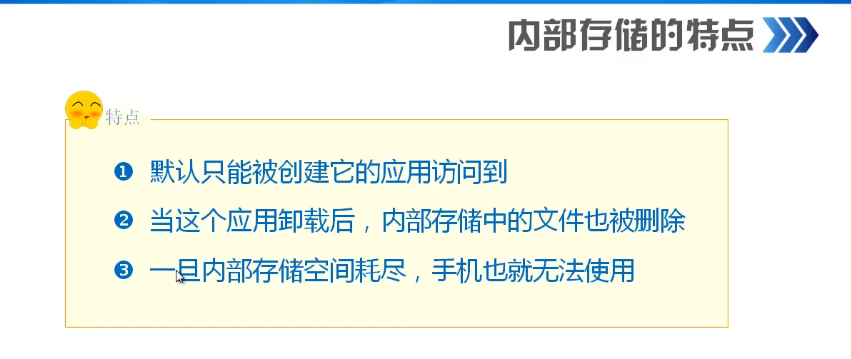 内部存储的特点
特点
❶ 默认只能被创建它的应用访问到
❷ 当这个应用卸载后，内部存储中的文件也被删除
❸ 一旦内部存储空间耗尽，手机也就无法使用